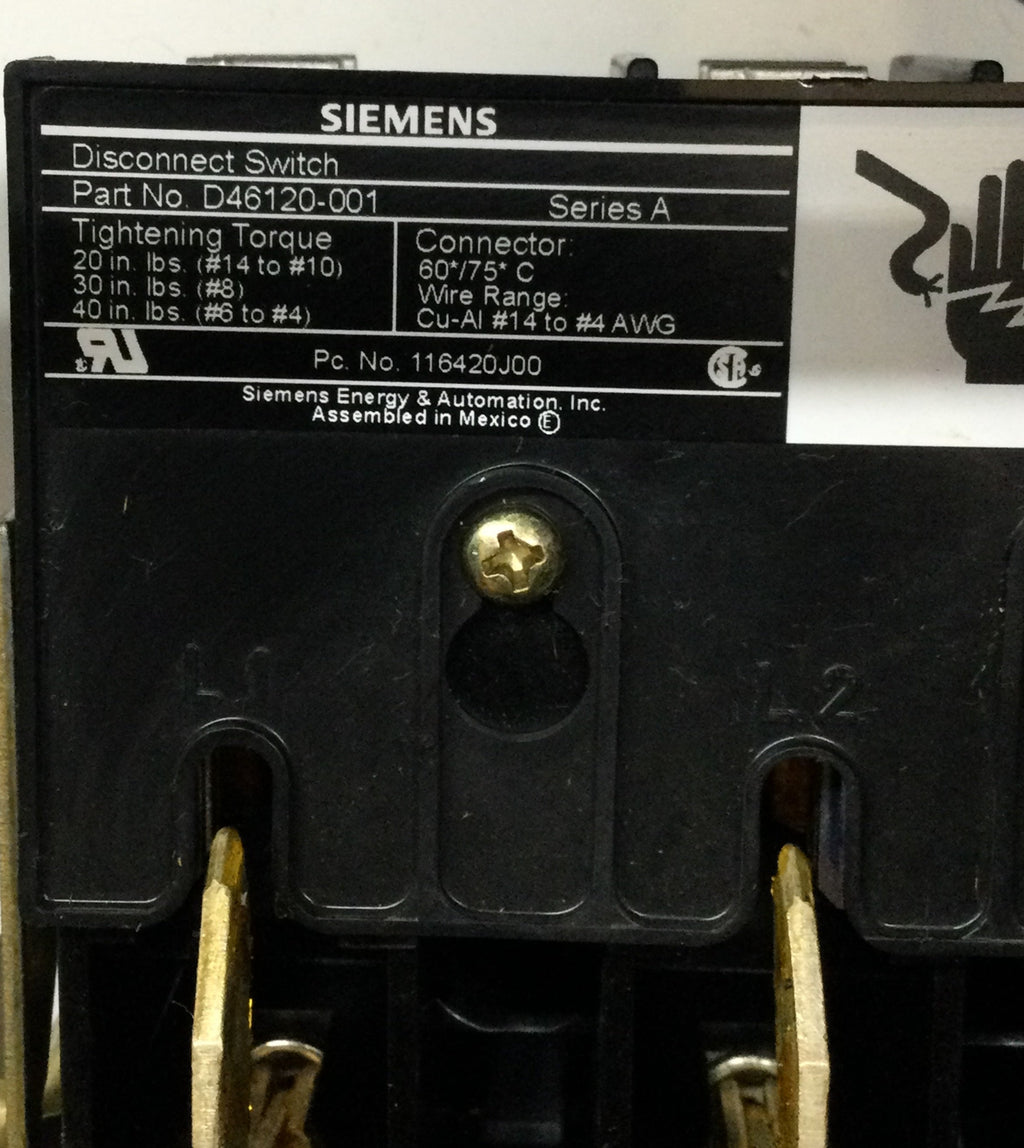 SIEMENS
Disconnect Switch
Part No. D46120-001 Series A
Tightening Torque
20 in. lbs. (#14 to #10)
30 in. lbs. (#8)
40 in. lbs. (#6 to #4)
Connector:
60*/75* C
Wire Range:
Cu-Al #14 to #4 AWG
Pc. No. 116420J00
Siemens Energy & Automation, Inc.
Assembled in Mexico E
L1
L2